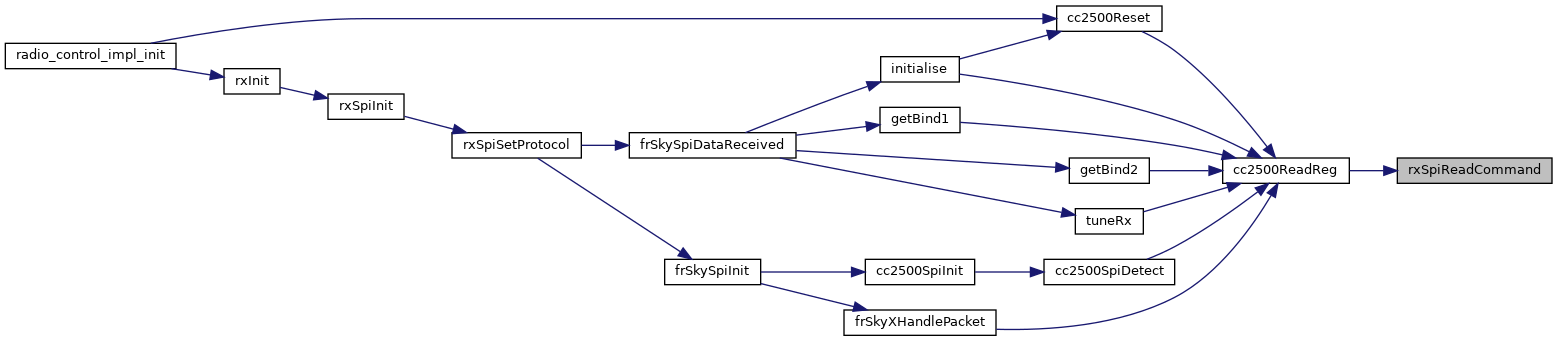 cc2500Reset
radio_control_impl_init
initialise
rxInit
rxSpiInit
getBind1
rxSpiSetProtocol
frSkySpiDataReceived
getBind2
cc2500ReadReg
rxSpiReadCommand
tuneRx
frSkySpiInit
cc2500SpiInit
cc2500SpiDetect
frSkyXHandlePacket